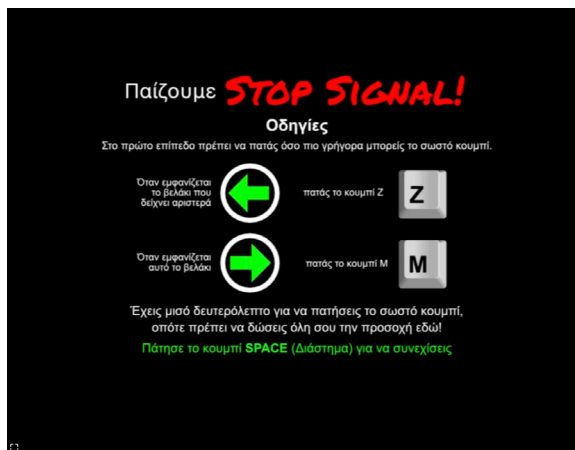 Παίζουμε STOP SIGNAL!
Οδηγίες
Στο πρώτο επίπεδο πρέπει να πατάς όσο πιο γρήγορα μπορείς το σωστό κουμπί.
Όταν εμφανίζεται
το βελάκι που
δείχνει αριστερά
πατάς το κουμπί Z
Z
Όταν εμφανίζεται
αυτό το βελάκι
πατάς το κουμπί M
M
Έχεις μισό δευτερόλεπτο για να πατήσεις το σωστό κουμπί,
οπότε πρέπει να δώσεις όλη σου την προσοχή εδώ!
Πάτησε το κουμπί SPACE (Διάστημα) για να συνεχίσεις